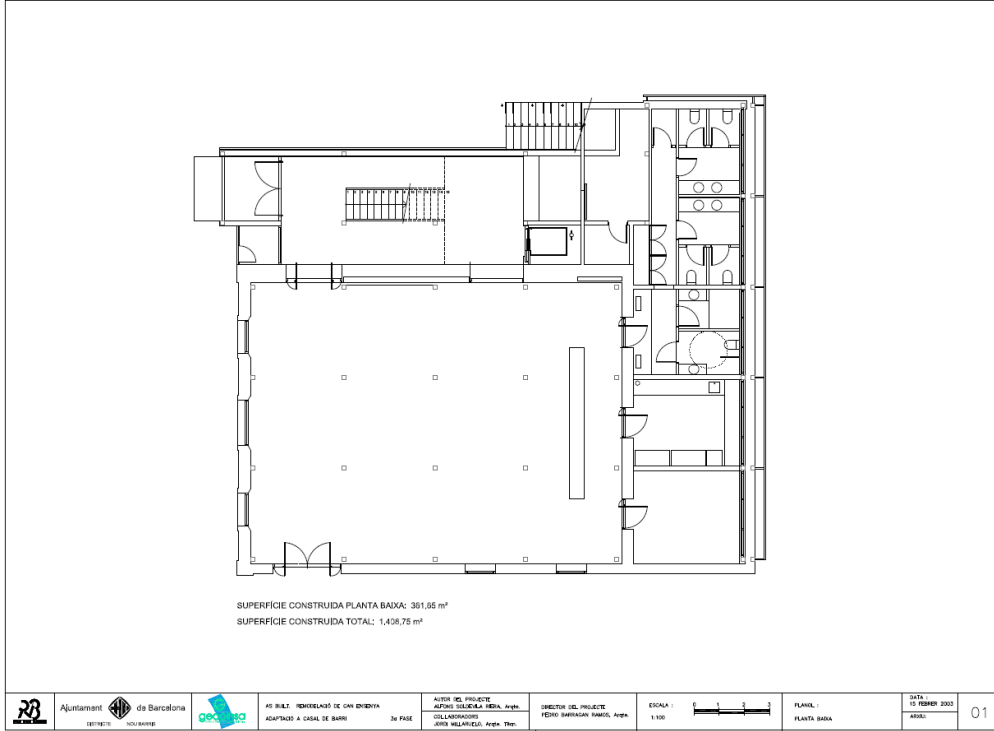 SUPERFÍCIE CONSTRUIDA PLANTA BAIXA: 361,65 m²
SUPERFÍCIE CONSTRUIDA TOTAL: 1,408,75 m²
RB
Ajuntament de Barcelona
DISTRICTE NOU BARRIS
AS BUILT. REMODELACIÓ DE CAN ENSENYA
ADAPTACIÓ A CASAL DE BARRI 3a FASE
AUTOR DEL PROJECTE
ALFONS SOLDEVILA RIERA, Arqte.
COL.LABORADORS
JORDI Arqte. Tècn.
DIRECTOR DEL PROJECTE
PEDRO BARRAGAN RAMOS, Arqte.
ESCALA :
1:100
0 1 2 3
PLANOL :
PLANTA BAIXA
DATA :
15 FEBRER 2003
ARXIU:
01